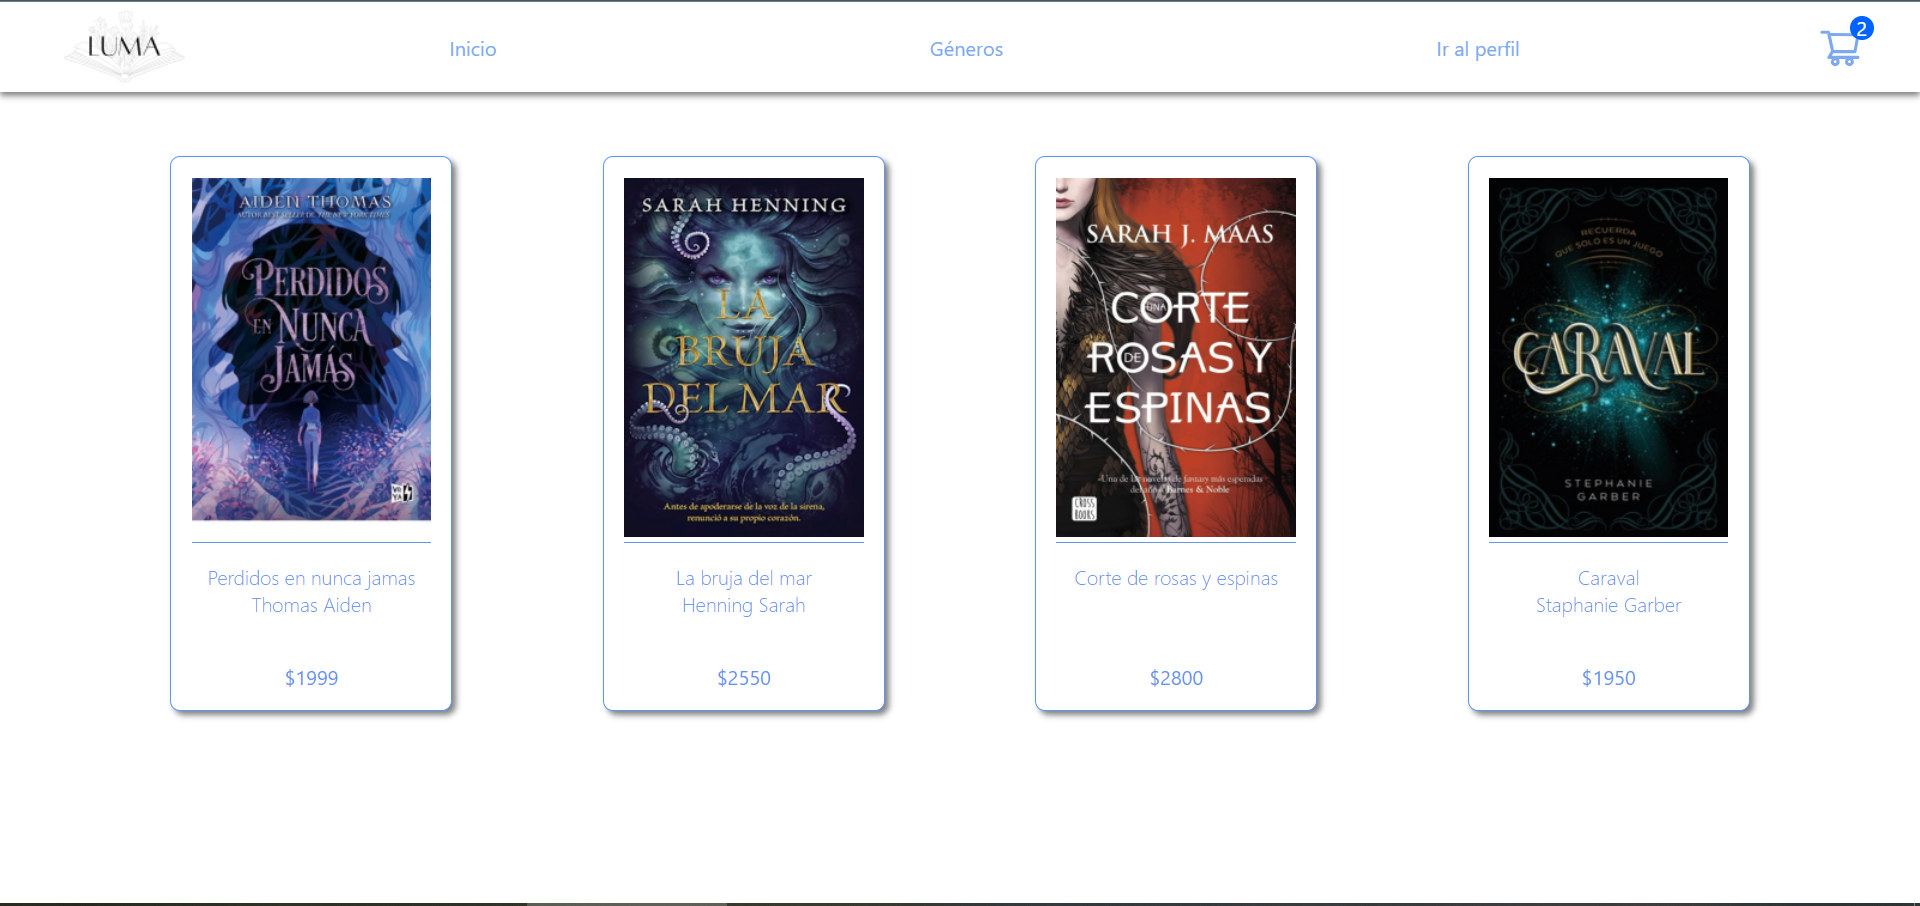 LUMA
Inicio
Géneros
Ir al perfil
2
AIDEN THOMAS
AUTOR BEST SELLER DE THE NEW YORK TIMES
PERDIDOS
EN NUNCA
JAMÁS
VR
YA
Perdidos en nunca jamas
Thomas Aiden
$1999
SARAH HENNING
LA
BRUJA
DEL MAR
Antes de apoderarse de la voz de la sirena,
renunció a su propio corazón.
La bruja del mar
Henning Sarah
$2550
SARAH J. MAAS
UNA
CORTE
DE
ROSAS Y
ESPINAS
«Una de las novelas de fantasy más esperadas
del año.» Barnes & Noble
CROSS
BOOKS
Corte de rosas y espinas
$2800
RECUERDA
QUE SOLO ES UN JUEGO
CARAVAL
STEPHANIE
GARBER
Caraval
Staphanie Garber
$1950